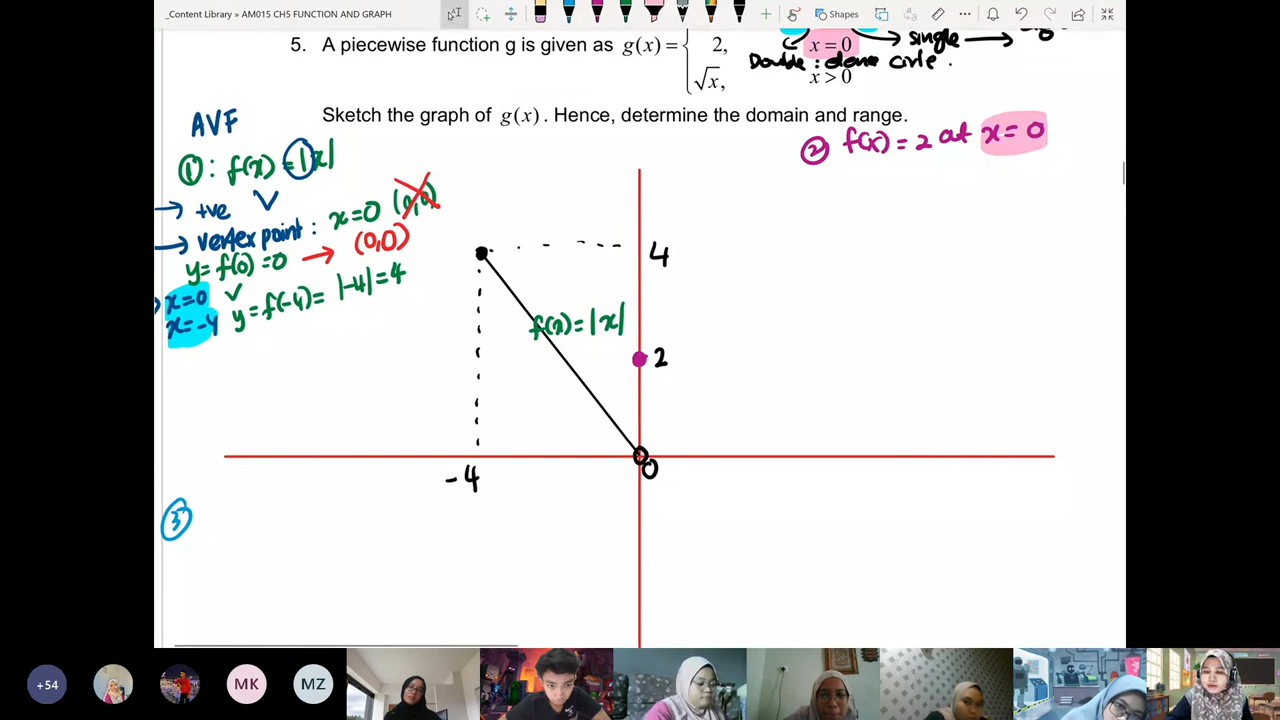 _Content Library » AM015 CH5 FUNCTION AND GRAPH
Shapes
5. A piecewise function g is given as g(x) = { 2, x = 0
√x, x > 0
→ single →
Double :
Sketch the graph of g(x). Hence, determine the domain and range.
② f(x) = 2 at x = 0
AVF
① : f(x) = |x|
→ +ve V
→ vertex point : x = 0 (0,0)
y = f(0) = 0 → (0,0)
x = 0
x = -4 y = f(-4) = |-4| = 4
4
f(x) = |x|
2
-4
0
③
+54
MK
MZ